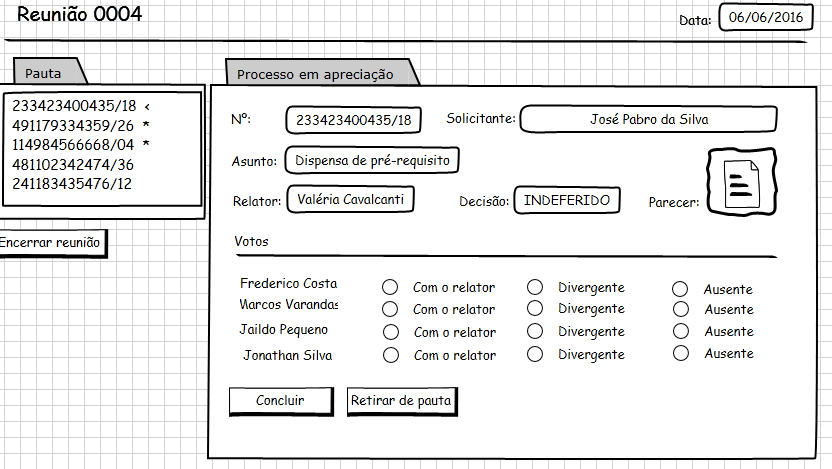 Reunião 0004
Data: 06/06/2016
Pauta
233423400435/18 <
491179334359/26 *
114984566668/04 *
481102342474/36
241183435476/12
Encerrar reunião
Processo em apreciação
Nº: 233423400435/18 Solicitante: José Pabro da Silva
Assunto: Dispensa de pré-requisito
Relator: Valéria Cavalcanti Decisão: INDEFERIDO Parecer:
Votos
Frederico Costa Com o relator Divergente Ausente
Marcos Varandas Com o relator Divergente Ausente
Jaildo Pequeno Com o relator Divergente Ausente
Jonathan Silva Com o relator Divergente Ausente
Concluir Retirar de pauta